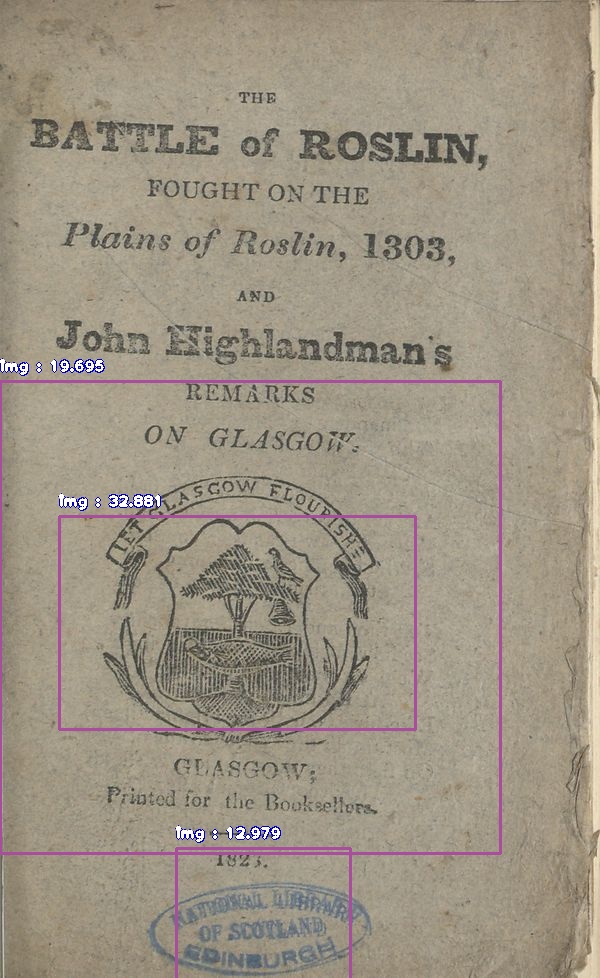 THE
BATTLE of ROSLIN,
FOUGHT ON THE
Plains of Roslin, 1303,
AND
John Highlandman's
Img : 19.695
REMARKS
ON GLASGOW.
Img : 32.881
LET GLASGOW FLOURISH
GLASGOW;
Printed for the Booksellers.
Img : 12.979
1823.
NATIONAL LIBRARY
OF SCOTLAND
EDINBURGH